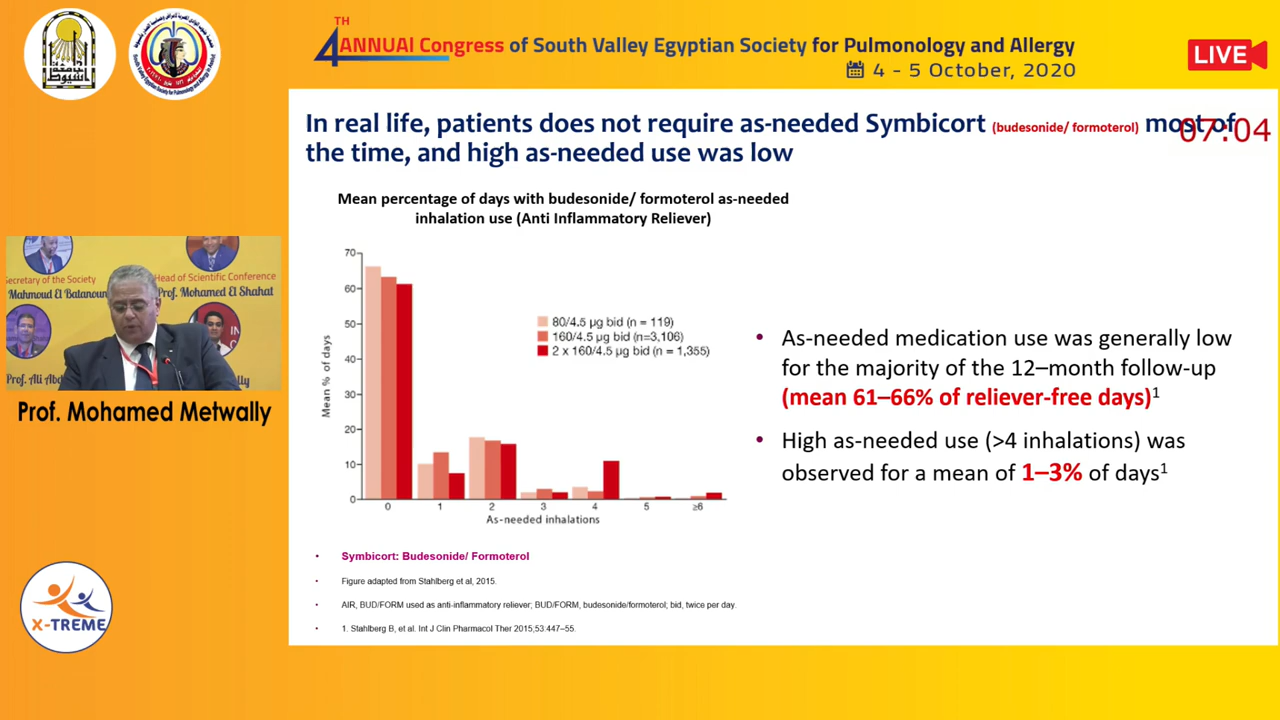 4TH ANNUAl Congress of South Valley Egyptian Society for Pulmonology and Allergy
4 - 5 October, 2020
LIVE
In real life, patients does not require as-needed Symbicort (budesonide/ formoterol) most of
07:04
the time, and high as-needed use was low
Mean percentage of days with budesonide/ formoterol as-needed
inhalation use (Anti Inflammatory Reliever)
Mean % of days
70
60
50
40
30
20
10
0
80/4.5 µg bid (n = 119)
160/4.5 µg bid (n=3,106)
2 x 160/4.5 µg bid (n = 1,355)
0 1 2 3 4 5 ≥6
As-needed inhalations
• As-needed medication use was generally low
for the majority of the 12–month follow-up
(mean 61–66% of reliever-free days)1
• High as-needed use (>4 inhalations) was
observed for a mean of 1–3% of days1
• Symbicort: Budesonide/ Formoterol
• Figure adapted from Stahlberg et al, 2015.
• AIR, BUD/FORM used as anti-inflammatory reliever; BUD/FORM, budesonide/formoterol; bid, twice per day.
• 1. Stahlberg B, et al. Int J Clin Pharmacol Ther 2015;53:447–55.
Secretary of the Society
Mahmoud El Batanoun
Head of Scientific Conference
Prof. Mohamed El Shahat
Prof. Ali
Prof. Mohamed Metwally
X-TREME